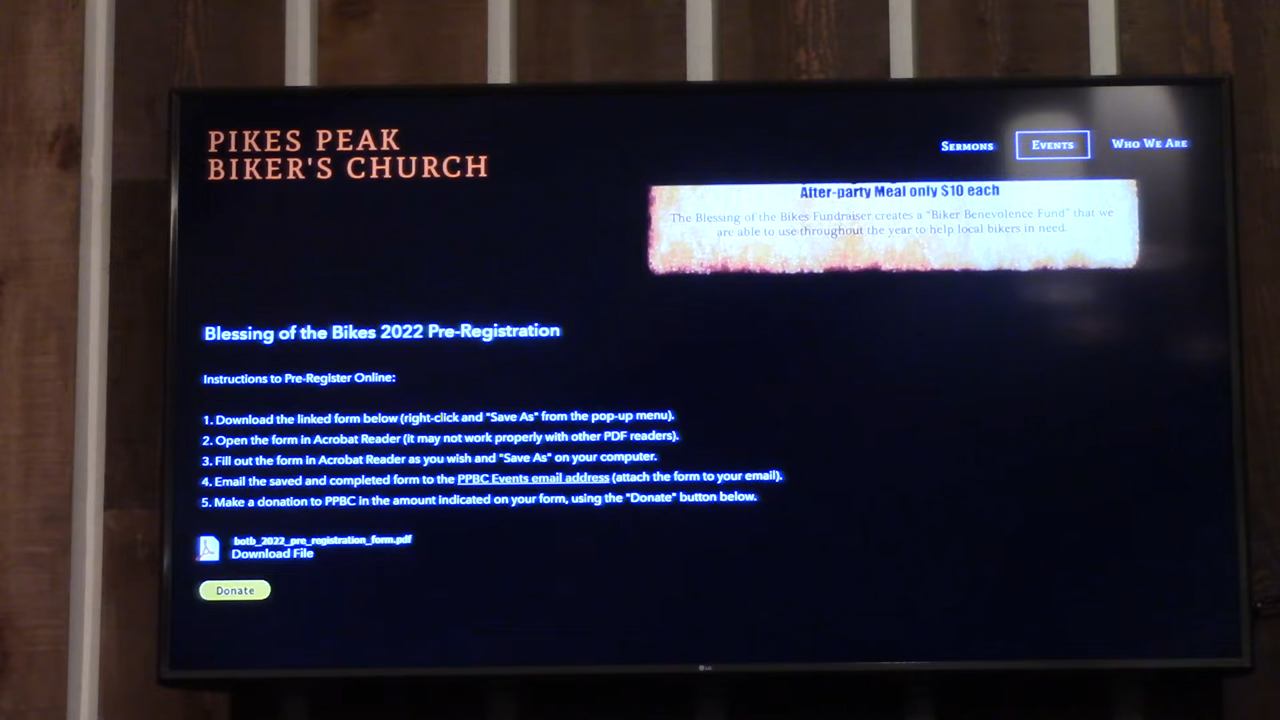 PIKES PEAK
BIKER'S CHURCH
SERMONS EVENTS WHO WE ARE
After-party Meal only $10 each
The Blessing of the Bikes Fundraiser creates a "Biker Benevolence Fund" that we
are able to use throughout the year to help local bikers in need.
Blessing of the Bikes 2022 Pre-Registration
Instructions to Pre-Register Online:
1. Download the linked form below (right-click and "Save As" from the pop-up menu).
2. Open the form in Acrobat Reader (it may not work properly with other PDF readers).
3. Fill out the form in Acrobat Reader as you wish and "Save As" on your computer.
4. Email the saved and completed form to the PPBC Events email address (attach the form to your email).
5. Make a donation to PPBC in the amount indicated on your form, using the "Donate" button below.
botb_2022_pre_registration_form.pdf
Download File
Donate
LG